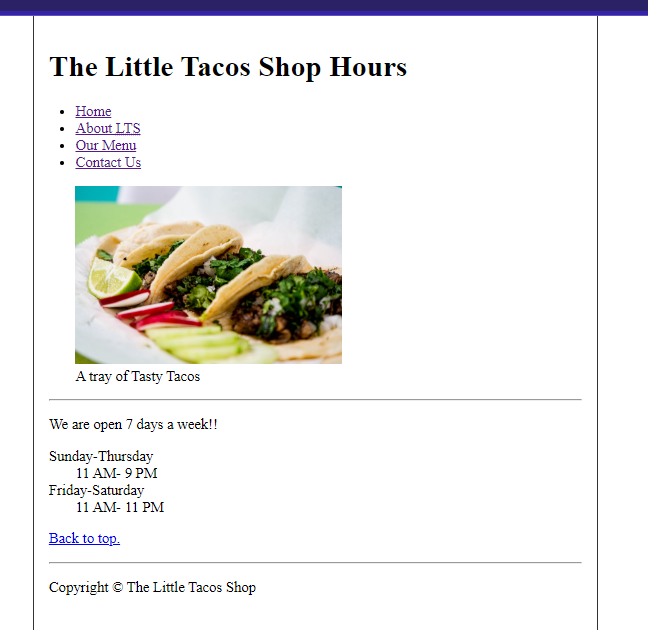 The Little Tacos Shop Hours
Home
About LTS
Our Menu
Contact Us
A tray of Tasty Tacos
We are open 7 days a week!!
Sunday-Thursday
11 AM- 9 PM
Friday-Saturday
11 AM- 11 PM
Back to top.
Copyright © The Little Tacos Shop